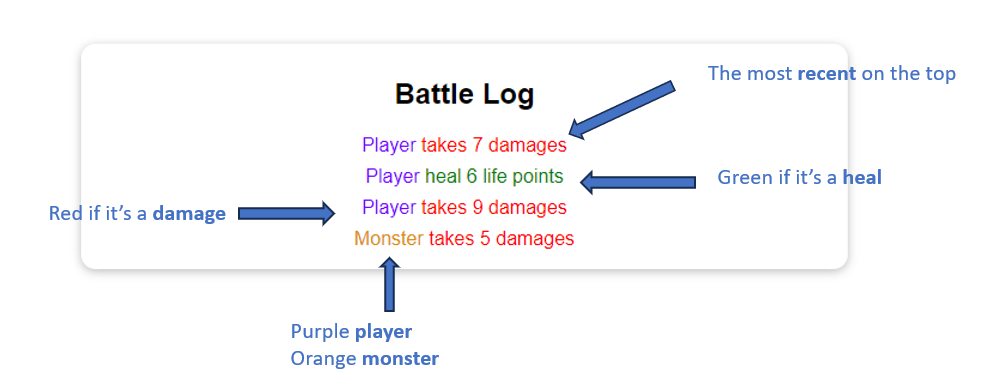 The most recent on the top
Battle Log
Player takes 7 damages
Player heal 6 life points
Green if it's a heal
Player takes 9 damages
Red if it's a damage
Monster takes 5 damages
Purple player
Orange monster